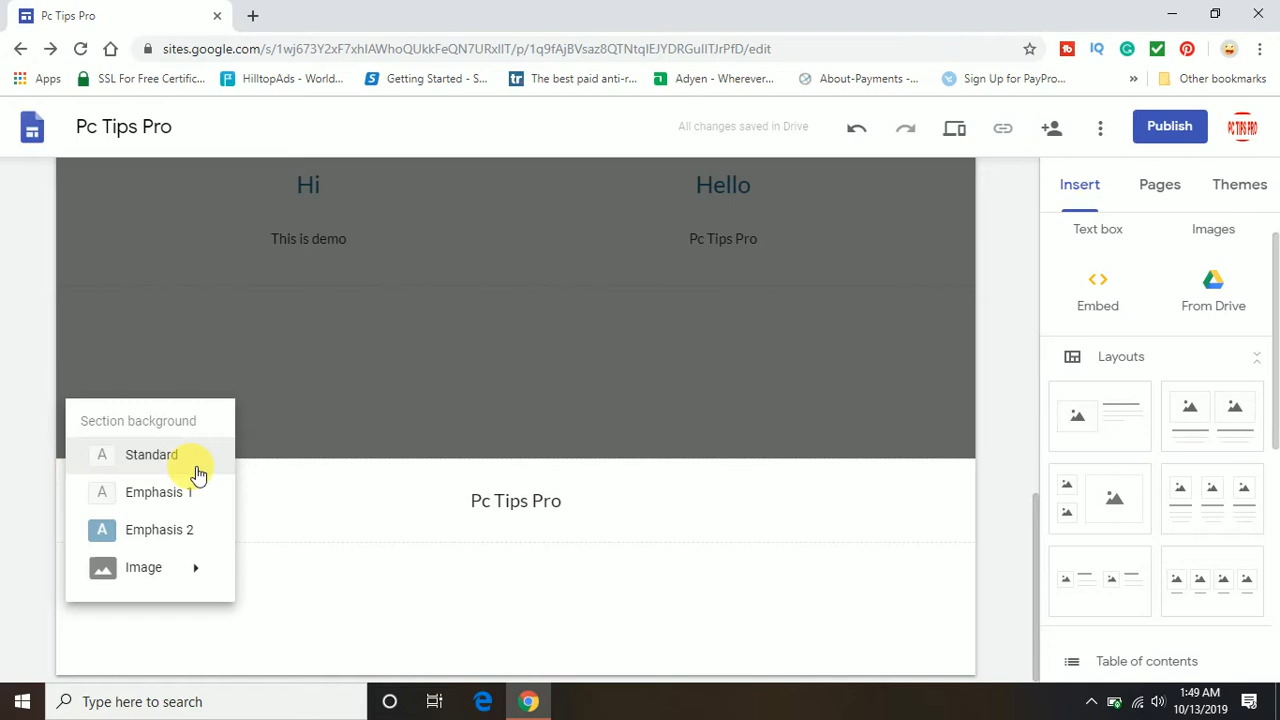 Pc Tips Pro
sites.google.com/s/1wj673Y2xF7xhIAWhoQUkkFeQN7URxIlT/p/1q9fAjBVsaz8QTNtqIEJYDRGulITJrPfD/edit
Apps
SSL For Free Certific...
HilltopAds - World...
Getting Started - S...
The best paid anti-r...
Adyen - Wherever...
About-Payments -...
Sign Up for PayPro...
»
Other bookmarks
Pc Tips Pro
All changes saved in Drive
Publish
PC TIPS PRO
Hi
Hello
This is demo
Pc Tips Pro
Insert
Pages
Themes
Text box
Images
Embed
From Drive
Layouts
Section background
A Standard
A Emphasis 1
A Emphasis 2
Image
Pc Tips Pro
Table of contents
Type here to search
1:49 AM
10/13/2019